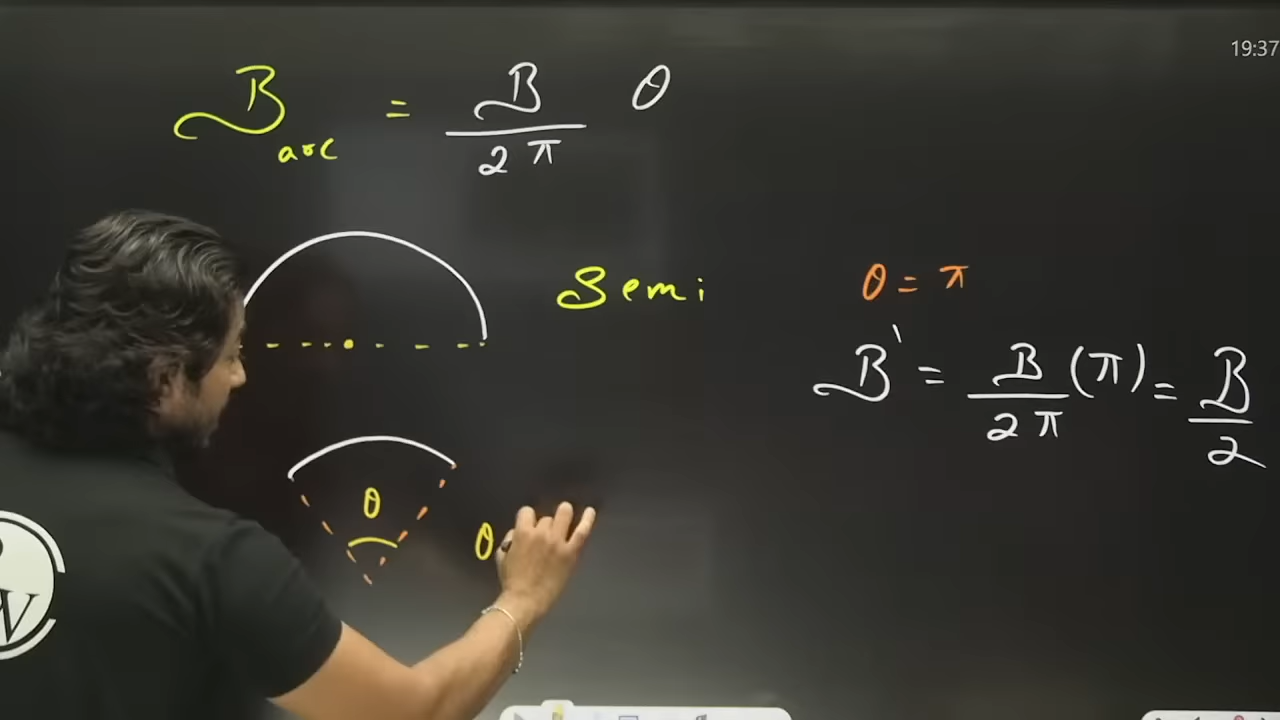 19:37
B arc = B/2π θ
Semi
θ = π
B' = B/2π (π) = B/2
θ
θ
W